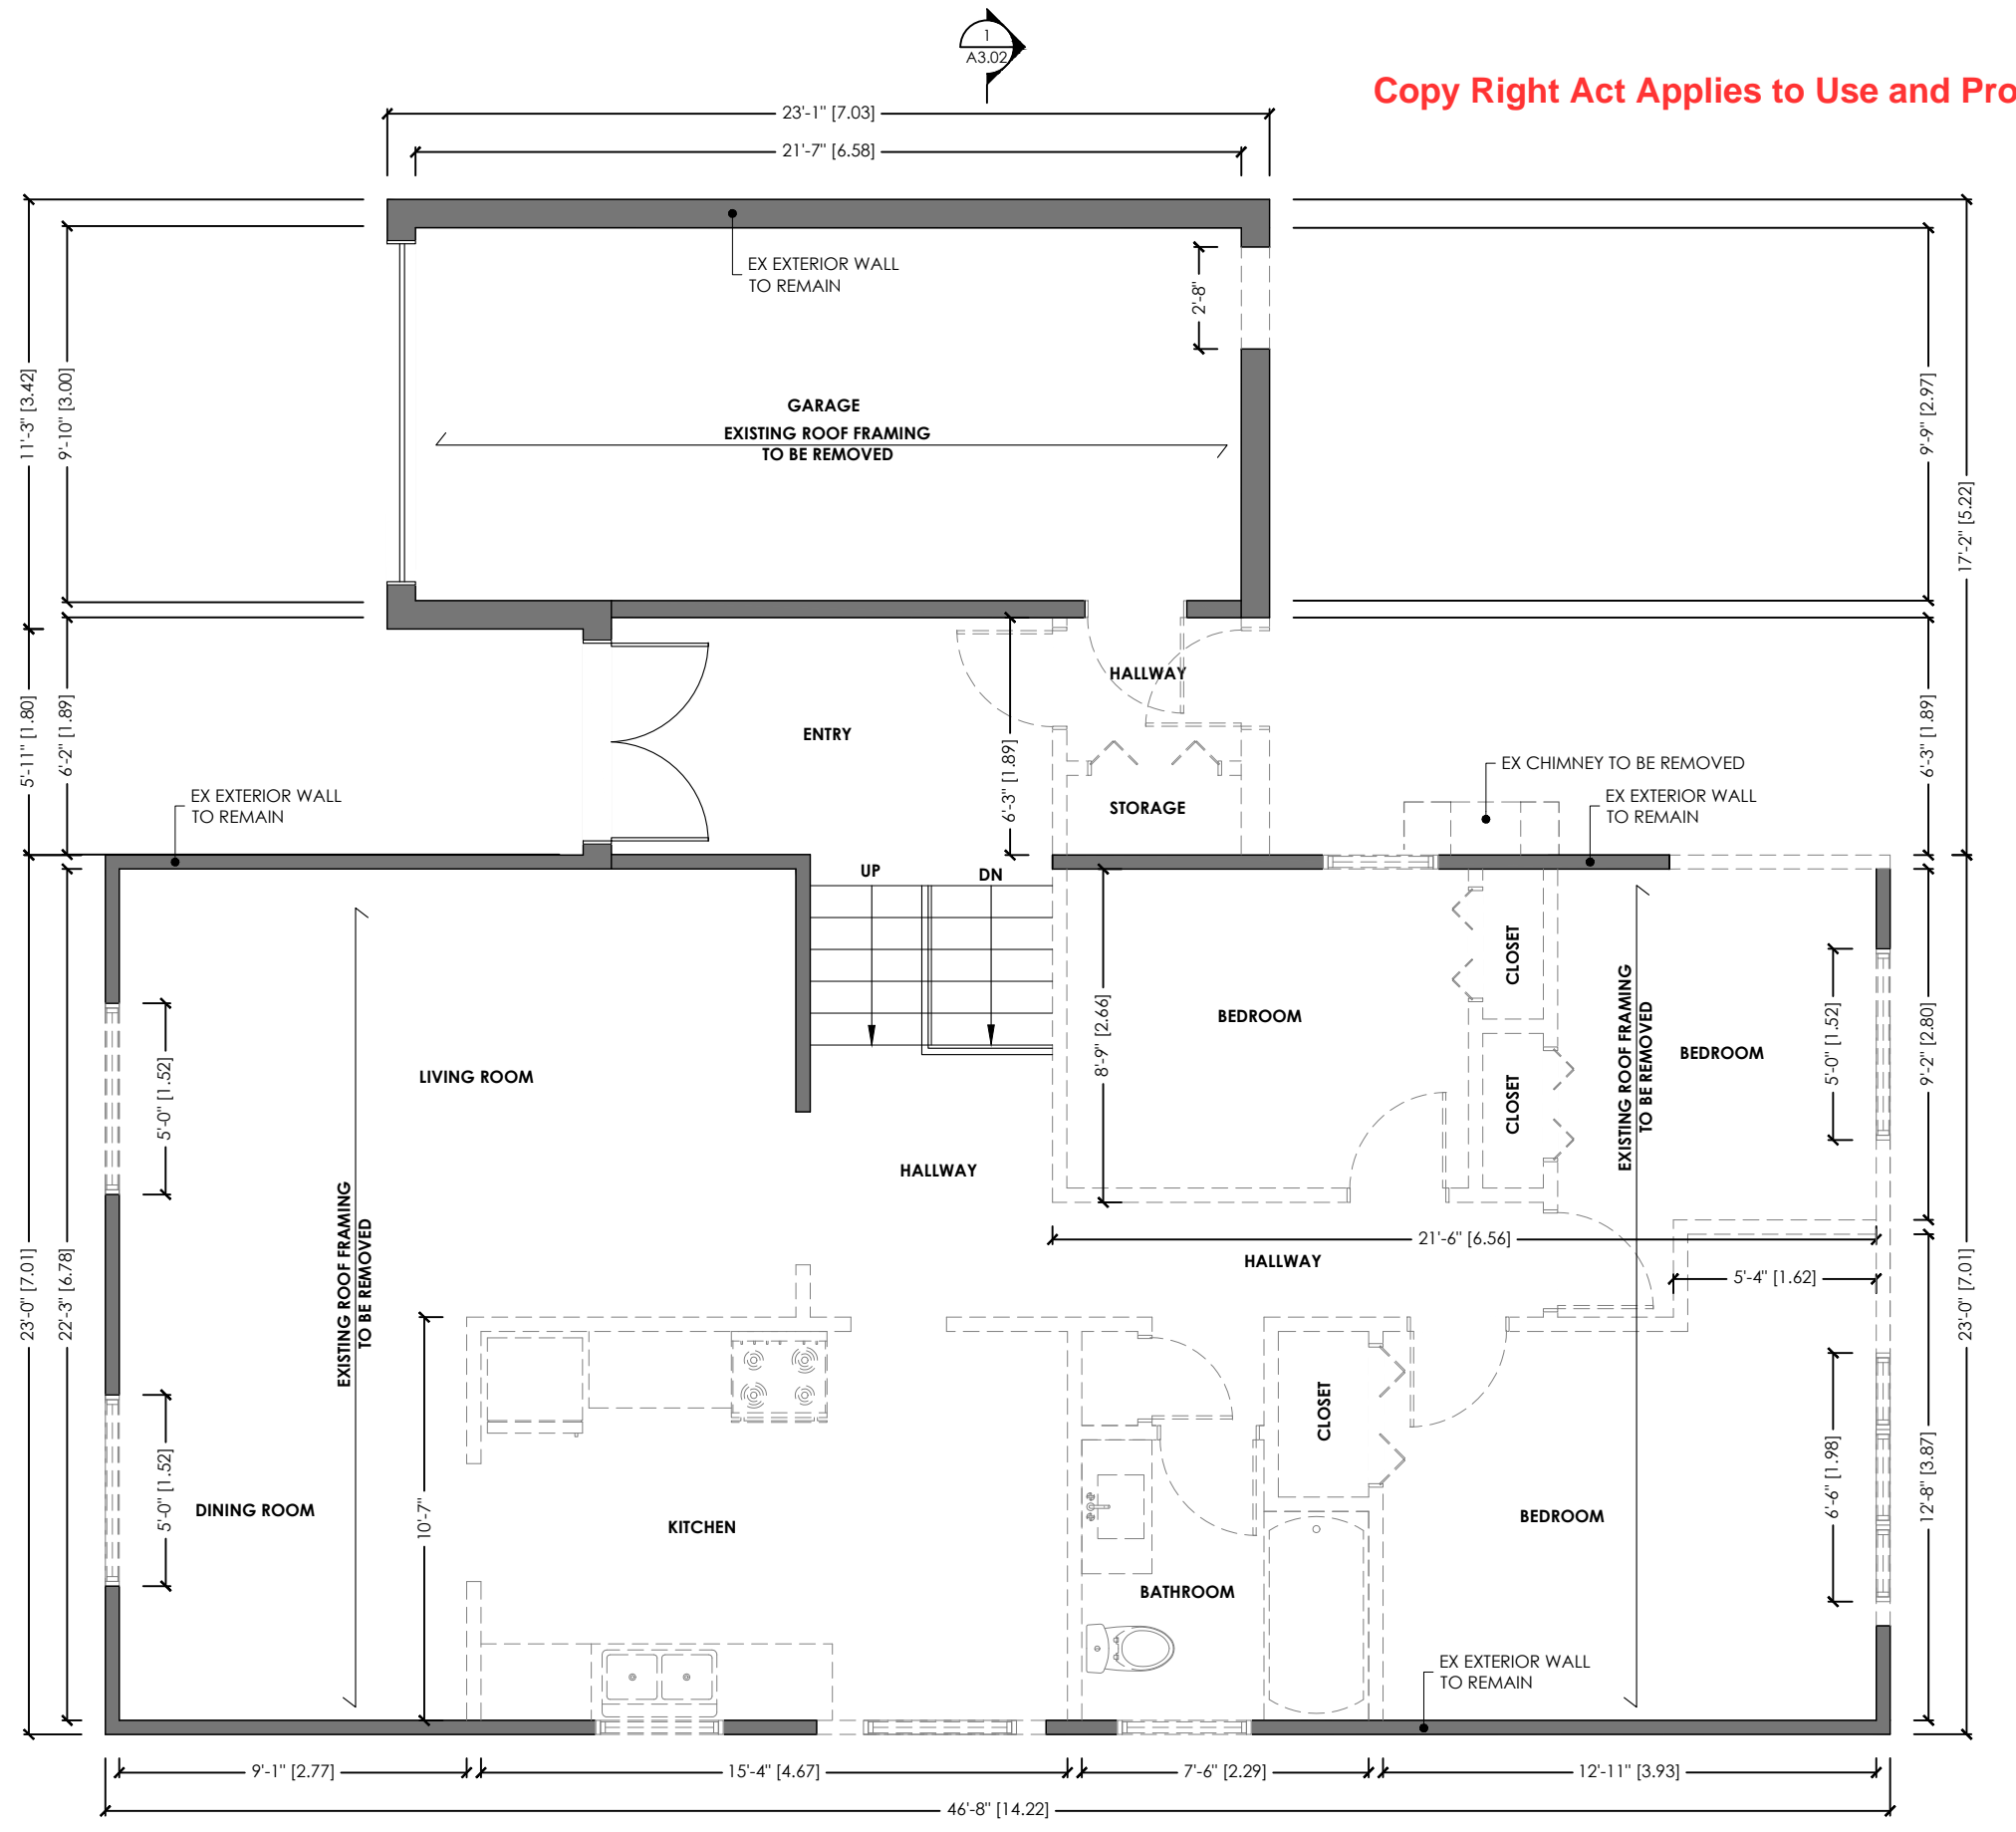 1
A3.02
Copy Right Act Applies to Use and Pro
23'-1" [7.03]
21'-7" [6.58]
EX EXTERIOR WALL
TO REMAIN
2'-8"
11'-3" [3.42]
9'-10" [3.00]
GARAGE
EXISTING ROOF FRAMING
TO BE REMOVED
9'-9" [2.97]
17'-2" [5.22]
5'-11" [1.80]
6'-2" [1.89]
HALLWAY
ENTRY
6'-3" [1.89]
6'-3" [1.89]
EX CHIMNEY TO BE REMOVED
EX EXTERIOR WALL
TO REMAIN
STORAGE
EX EXTERIOR WALL
TO REMAIN
UP
DN
CLOSET
BEDROOM
8'-9" [2.66]
EXISTING ROOF FRAMING
TO BE REMOVED
BEDROOM
5'-0" [1.52]
9'-2" [2.80]
LIVING ROOM
5'-0" [1.52]
CLOSET
HALLWAY
21'-6" [6.56]
HALLWAY
5'-4" [1.62]
23'-0" [7.01]
22'-3" [6.78]
EXISTING ROOF FRAMING
TO BE REMOVED
23'-0" [7.01]
CLOSET
5'-0" [1.52]
DINING ROOM
10'-7"
KITCHEN
BEDROOM
6'-6" [1.98]
12'-8" [3.87]
BATHROOM
EX EXTERIOR WALL
TO REMAIN
9'-1" [2.77]
15'-4" [4.67]
7'-6" [2.29]
12'-11" [3.93]
46'-8" [14.22]